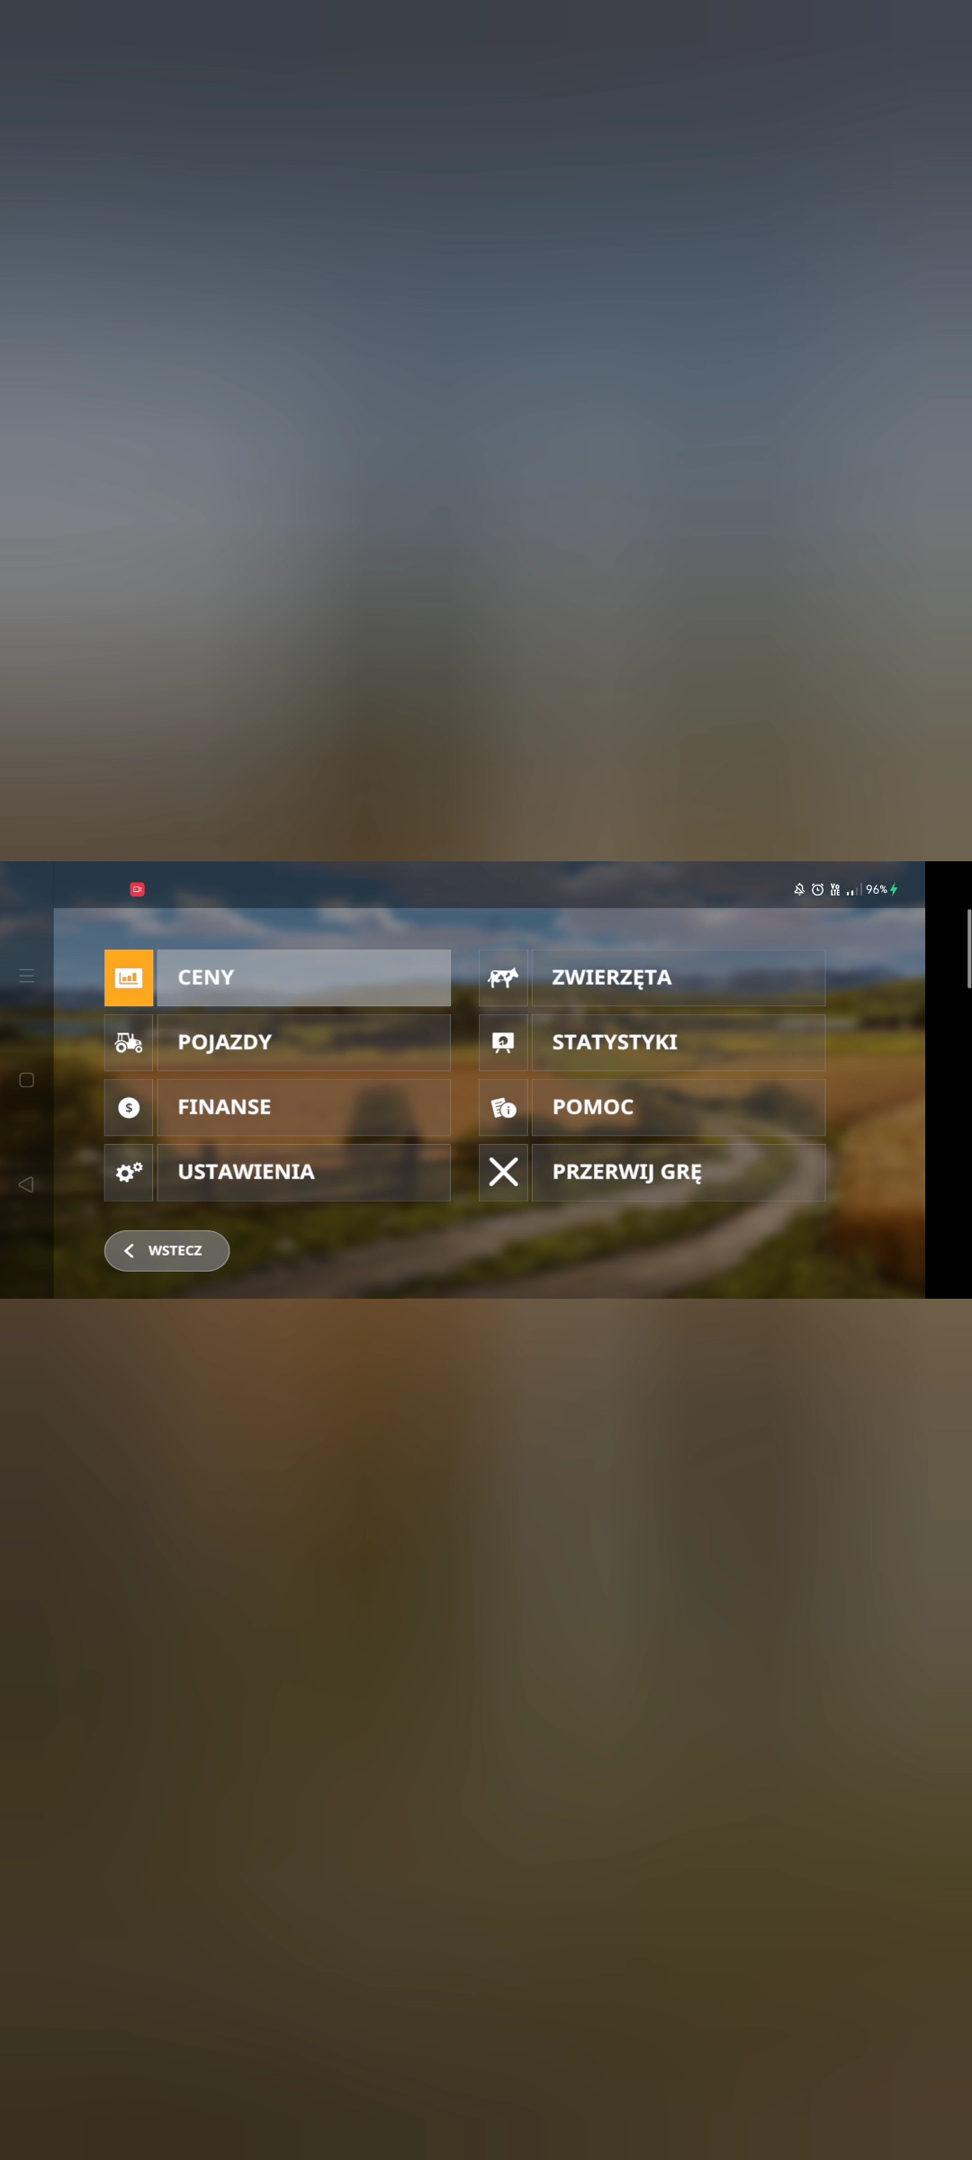 96%
CENY
ZWIERZĘTA
POJAZDY
STATYSTYKI
FINANSE
POMOC
USTAWIENIA
PRZERWIJ GRĘ
WSTECZ